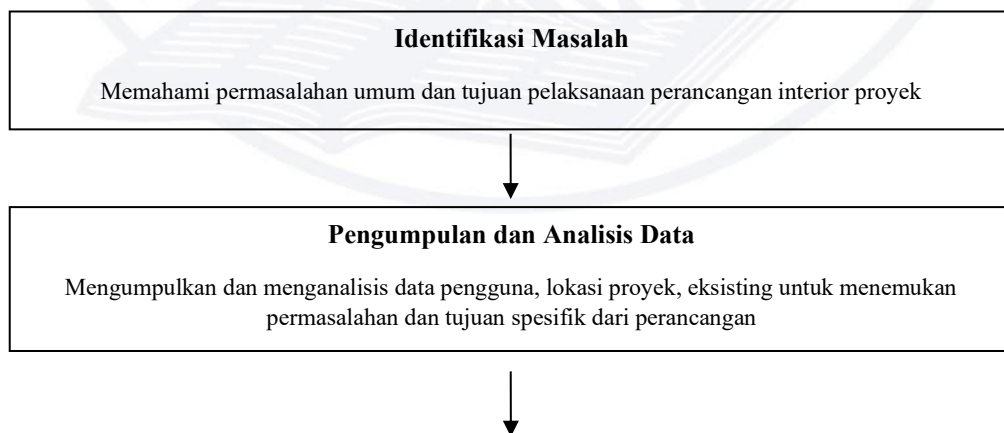 Identifikasi Masalah
Memahami permasalahan umum dan tujuan pelaksanaan perancangan interior proyek
Pengumpulan dan Analisis Data
Mengumpulkan dan menganalisis data pengguna, lokasi proyek, eksisting untuk menemukan
permasalahan dan tujuan spesifik dari perancangan